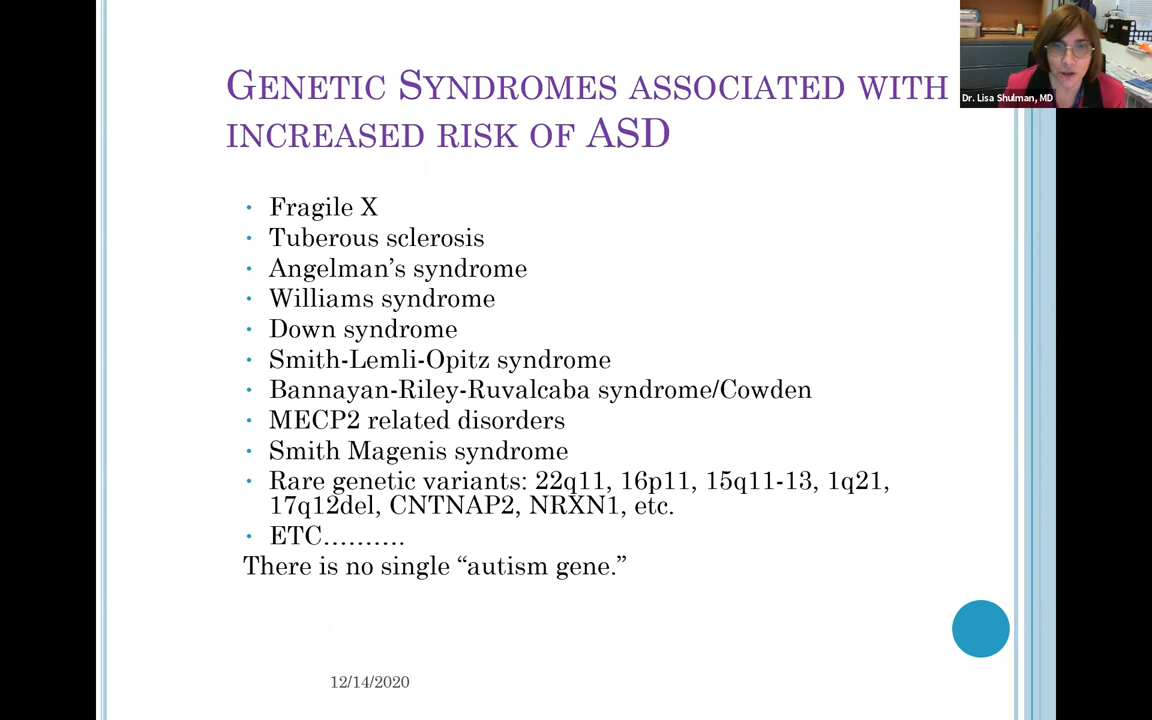 GENETIC SYNDROMES ASSOCIATED WITH
INCREASED RISK OF ASD
Dr. Lisa Shulman, MD
• Fragile X
• Tuberous sclerosis
• Angelman’s syndrome
• Williams syndrome
• Down syndrome
• Smith-Lemli-Opitz syndrome
• Bannayan-Riley-Ruvalcaba syndrome/Cowden
• MECP2 related disorders
• Smith Magenis syndrome
• Rare genetic variants: 22q11, 16p11, 15q11-13, 1q21,
17q12del, CNTNAP2, NRXN1, etc.
• ETC..........
There is no single “autism gene.”
12/14/2020